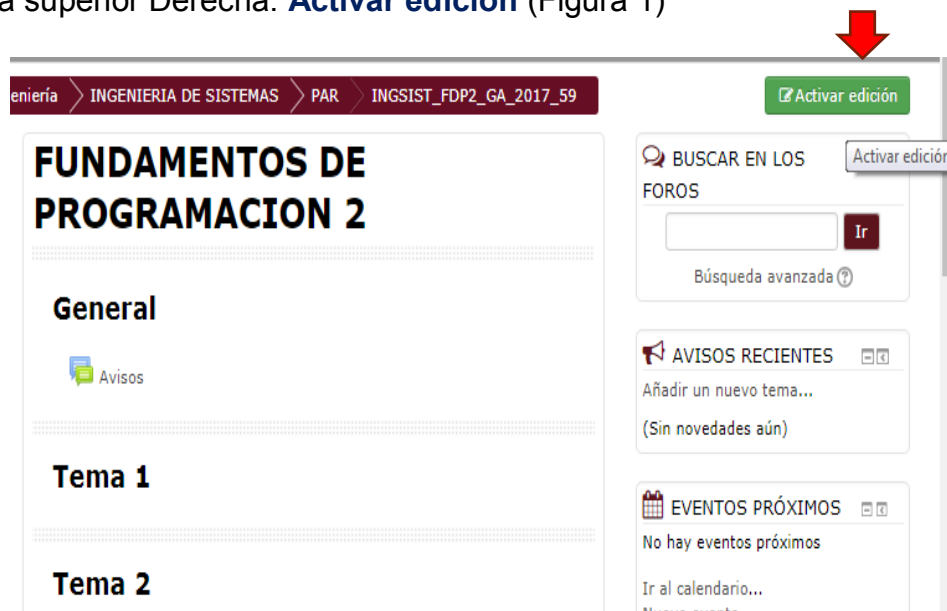 a superior Derecha: Activar edición (Figura 1)
eniería INGENIERIA DE SISTEMAS PAR INGSIST_FDP2_GA_2017_59
Activar edición
Activar edición
FUNDAMENTOS DE
PROGRAMACION 2
General
Avisos
Tema 1
Tema 2
BUSCAR EN LOS
FOROS
Ir
Búsqueda avanzada
AVISOS RECIENTES
Añadir un nuevo tema...
(Sin novedades aún)
EVENTOS PRÓXIMOS
No hay eventos próximos
Ir al calendario...